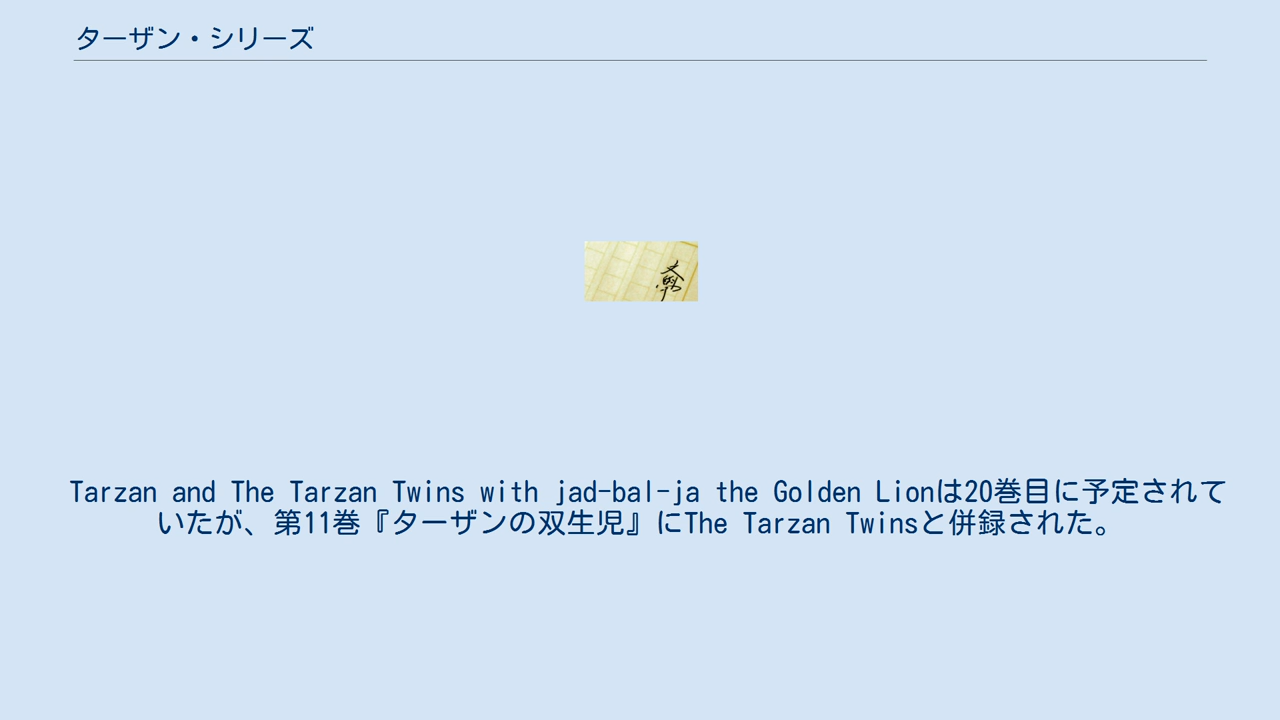 ターザン・シリーズ
Tarzan and The Tarzan Twins with jad-bal-ja the Golden Lionは20巻目に予定されて
いたが、第11巻『ターザンの双生児』にThe Tarzan Twinsと併録された。